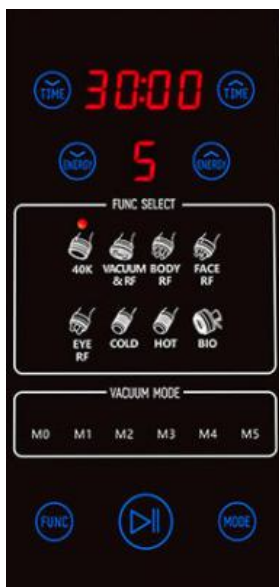 TIME 30:00 TIME
ENERGY 5 ENERGY
FUNC SELECT
40K VACUUM & RF BODY RF FACE RF
EYE RF COLD HOT BIO
VACUUM MODE
M0 M1 M2 M3 M4 M5
FUNC MODE